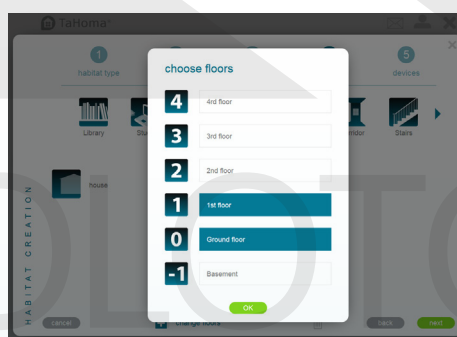 TaHoma
1
5
habitat type
devices
Library
Stairs
house
HABITAT CREATION
choose floors
4 4rd floor
3 3rd floor
2 2nd floor
1 1st floor
0 Ground floor
-1 Basement
OK
cancel
change floors
back
next